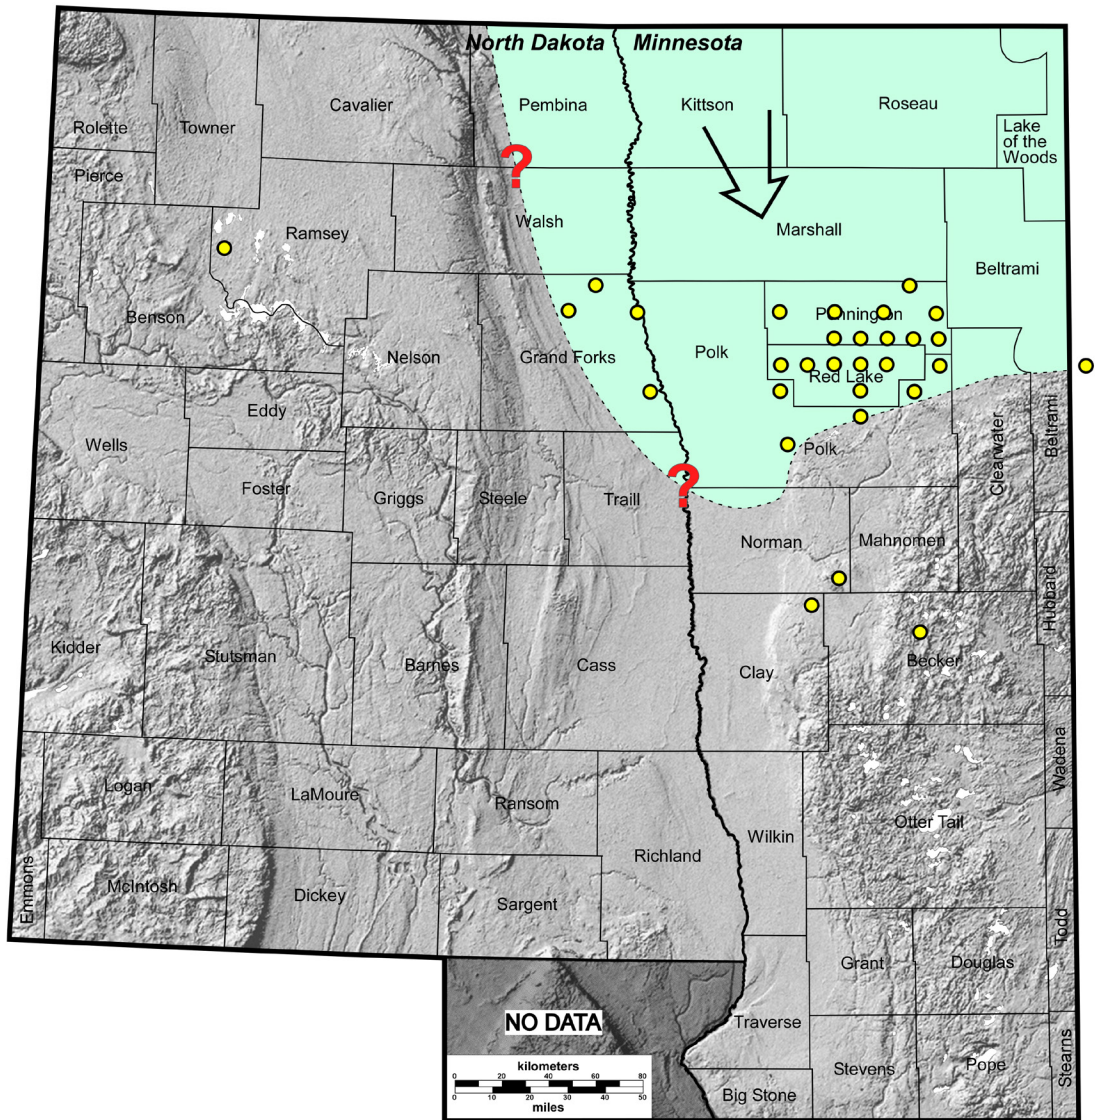 North Dakota
Minnesota
Cavalier
Pembina
Kittson
Roseau
Rolette
Towner
Lake
of the
Woods
Pierce
?
Walsh
Ramsey
Marshall
Beltrami
Benson
Pennington
Nelson
Grand Forks
Polk
Red Lake
Eddy
Wells
Polk
Clearwater
Beltrami
Foster
Griggs
Steele
Traill
?
Norman
Mahnomen
Hubbard
Kidder
Stutsman
Barnes
Cass
Clay
Becker
Wadena
Logan
LaMoure
Ransom
Otter Tail
Wilkin
Richland
Emmons
McIntosh
Dickey
Sargent
Todd
Grant
Douglas
NO DATA
Traverse
Stevens
Pope
Stearns
Big Stone
kilometers
0 20 40 60 80
0 10 20 30 40 50
miles